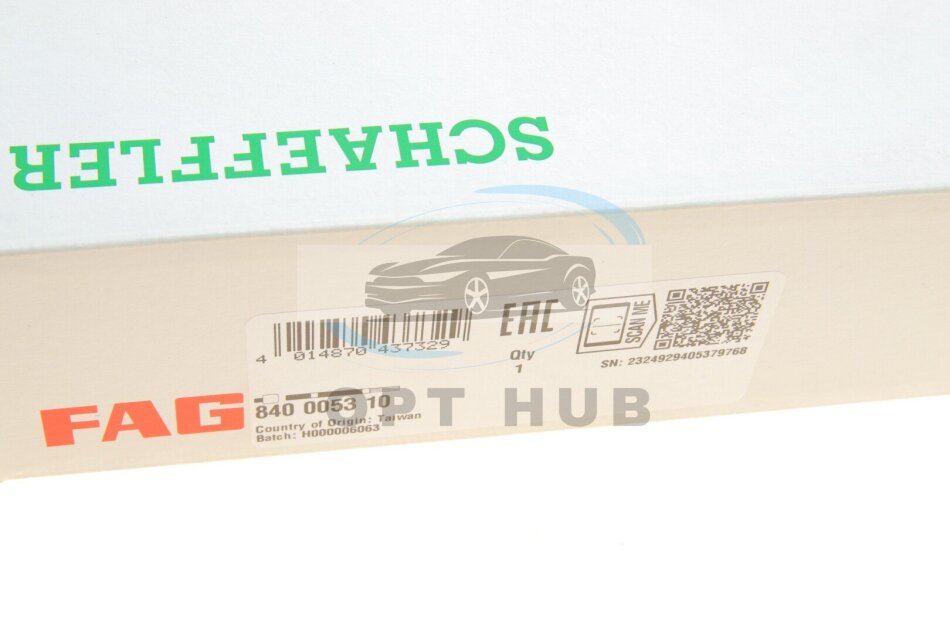 SCHAEFFLER
4 014870 437329
EAC
Qty
1
SCAN ME
SN: 2324929405379768
FAG
840 0053 10
Country of Origin: Taiwan
Batch: H000006063
OPT HUB